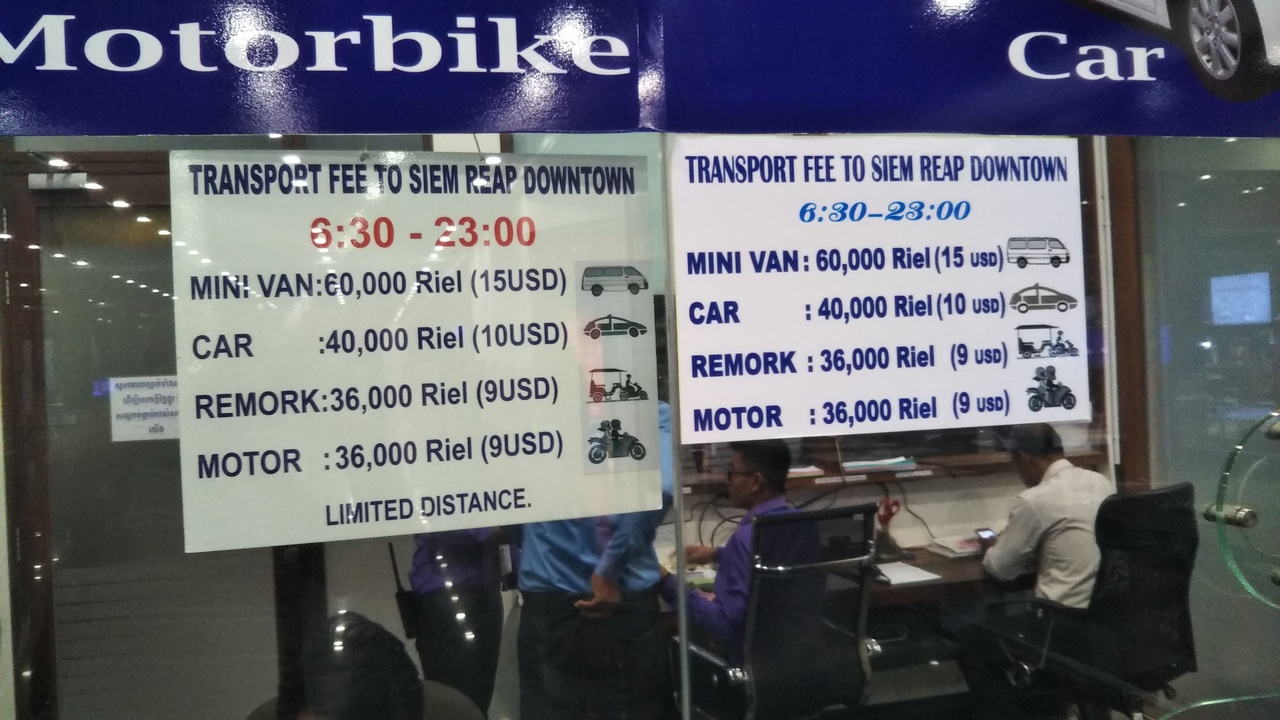 Motorbike
Car
TRANSPORT FEE TO SIEM REAP DOWNTOWN
6:30 - 23:00
MINI VAN:60,000 Riel (15USD)
CAR :40,000 Riel (10USD)
REMORK:36,000 Riel (9USD)
MOTOR : 36,000 Riel (9USD)
LIMITED DISTANCE.
TRANSPORT FEE TO SIEM REAP DOWNTOWN
6:30-23:00
MINI VAN : 60,000 Riel (15 USD)
CAR : 40,000 Riel (10 USD)
REMORK : 36,000 Riel (9 USD)
MOTOR : 36,000 Riel (9 USD)